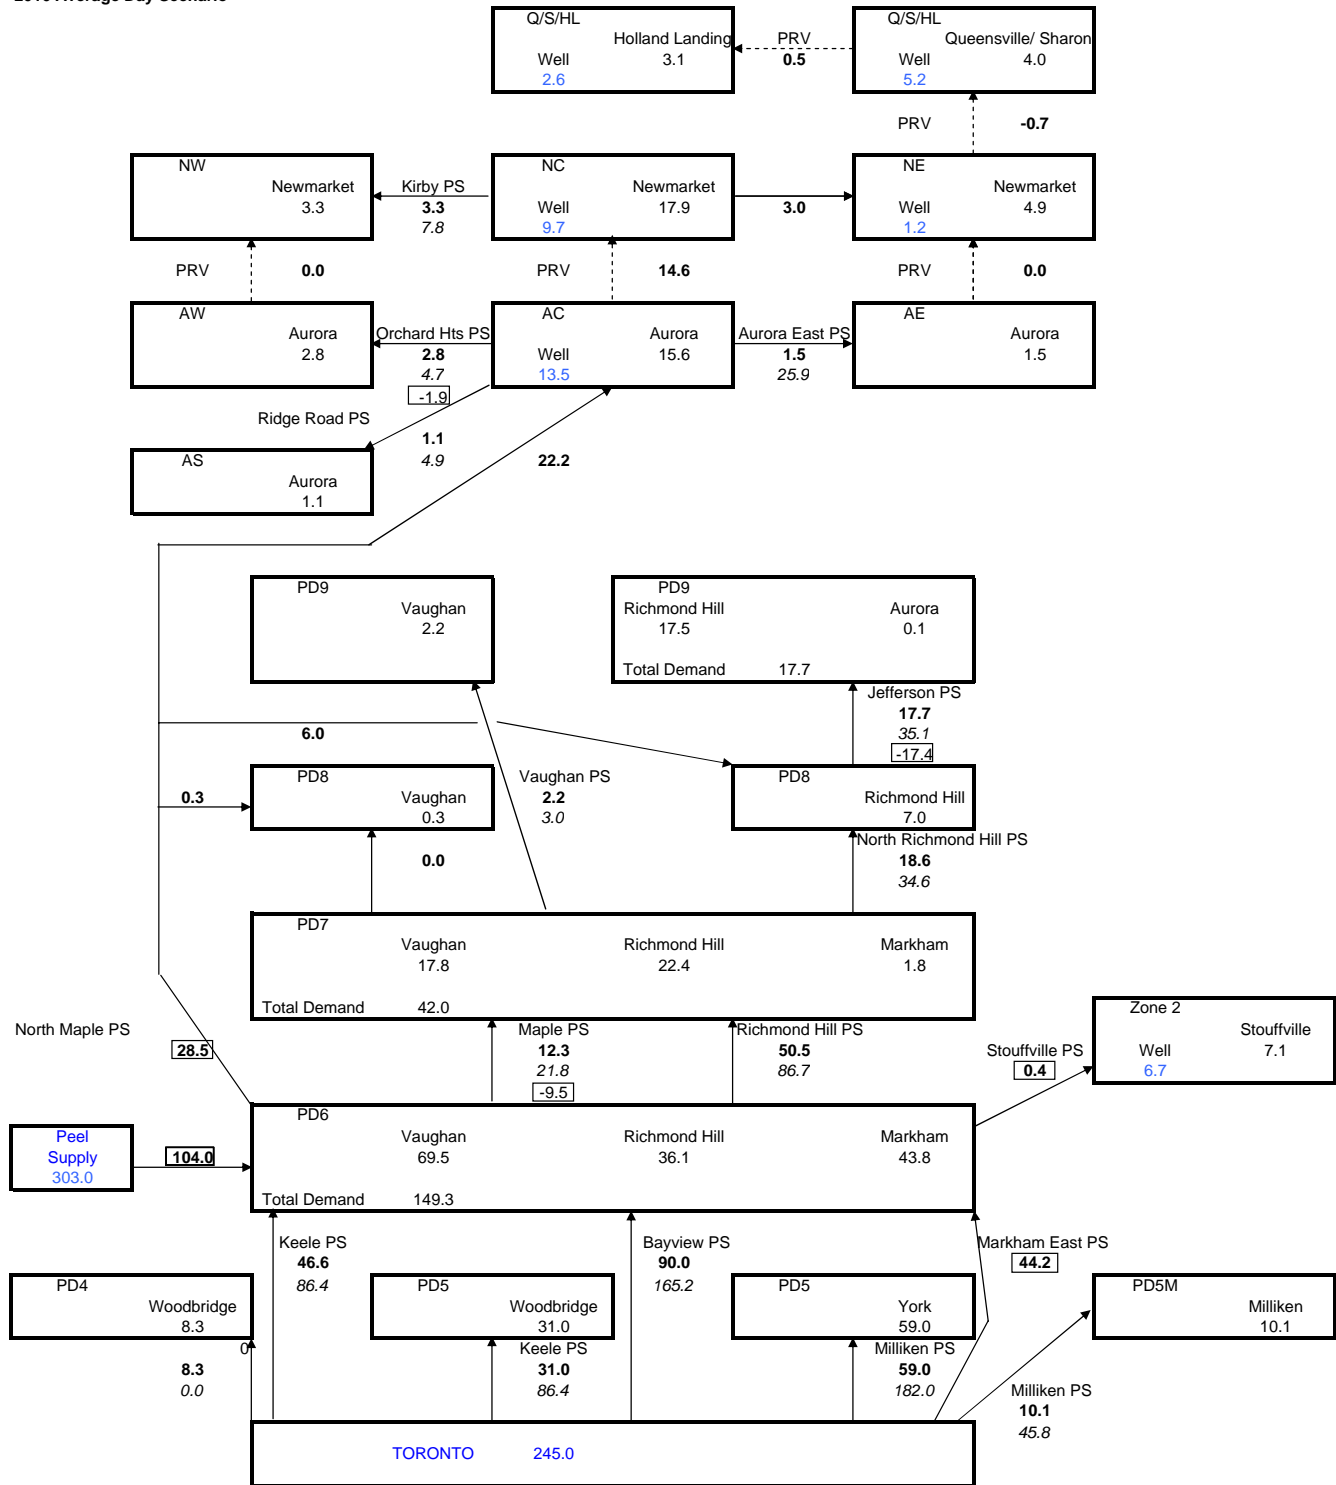 Q/S/HL
Holland Landing
Well 3.1
2.6
PRV
0.5
Q/S/HL
Queensville/ Sharon
Well 4.0
5.2
PRV -0.7
NW
Newmarket
3.3
Kirby PS
3.3
7.8
NC
Newmarket
Well 17.9
9.7
3.0
NE
Newmarket
Well 4.9
1.2
PRV 0.0
PRV 14.6
PRV 0.0
AW
Aurora
2.8
Orchard Hts PS
2.8
4.7
-1.9
AC
Aurora
Well 15.6
13.5
Aurora East PS
1.5
25.9
AE
Aurora
1.5
Ridge Road PS
1.1
4.9
22.2
AS
Aurora
1.1
PD9
Vaughan
2.2
PD9
Richmond Hill Aurora
17.5 0.1
Total Demand 17.7
Jefferson PS
17.7
35.1
-17.4
6.0
0.3
PD8
Vaughan
0.3
Vaughan PS
2.2
3.0
PD8
Richmond Hill
7.0
0.0
North Richmond Hill PS
18.6
34.6
PD7
Vaughan Richmond Hill Markham
17.8 22.4 1.8
Total Demand 42.0
North Maple PS
28.5
Maple PS
12.3
21.8
-9.5
Richmond Hill PS
50.5
86.7
Stouffville PS
0.4
Zone 2
Stouffville
Well 7.1
6.7
Peel
Supply
303.0
104.0
PD6
Vaughan Richmond Hill Markham
69.5 36.1 43.8
Total Demand 149.3
Keele PS
46.6
86.4
Bayview PS
90.0
165.2
Markham East PS
44.2
PD4
Woodbridge
8.3
PD5
Woodbridge
31.0
PD5
York
59.0
PD5M
Milliken
10.1
0
8.3
0.0
Keele PS
31.0
86.4
Milliken PS
59.0
182.0
Milliken PS
10.1
45.8
TORONTO 245.0